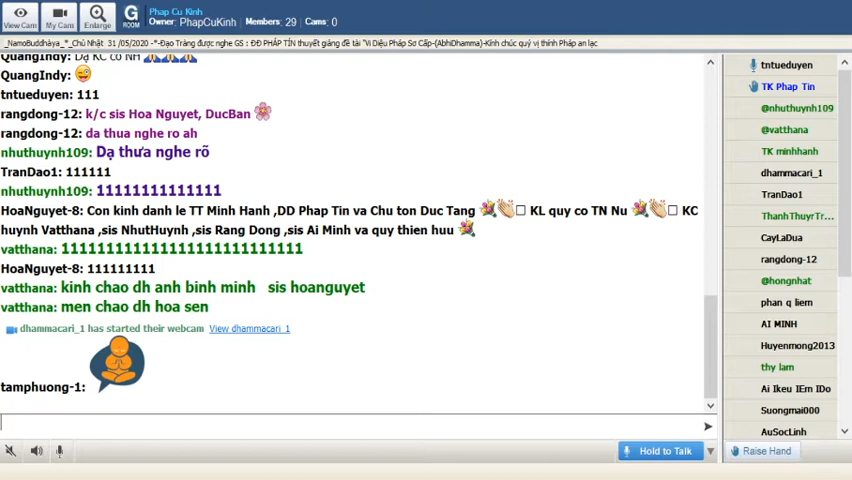 Phap Cu Kinh
Owner: PhapCuKinh Members: 29 Cams: 0
View Cam
My Cam
Enlarge
G
ROOM
_NamoBuddhàya_*_Chủ Nhật 31 /05/2020 -*-Đạo Tràng được nghe GS : ĐĐ PHÁP TÍN thuyết giảng đề tài "Vi Diệu Pháp Sơ Cấp-(AbhiDhamma)-Kính chúc quý vị thính Pháp an lạc
QuangIndy: Dạ KC co NH
QuangIndy:
tntueduyen: 111
rangdong-12: k/c sis Hoa Nguyet, DucBan
rangdong-12: da thua nghe ro ah
nhuthuynh109: Dạ thưa nghe rõ
TranDao1: 111111
nhuthuynh109: 11111111111111
HoaNguyet-8: Con kinh danh le TT Minh Hanh ,DD Phap Tin va Chu ton Duc Tang KL quy co TN Nu KC
huynh Vatthana ,sis NhutHuynh ,sis Rang Dong ,sis Ai Minh va quy thien huu
vatthana: 111111111111111111111111111
HoaNguyet-8: 111111111
vatthana: kinh chao dh anh binh minh sis hoanguyet
vatthana: men chao dh hoa sen
dhammacari_1 has started their webcam View dhammacari_1
tamphuong-1:
Hold to Talk
tntueduyen
TK Phap Tin
@nhuthuynh109
@vatthana
TK minhhanh
dhammacari_1
TranDao1
ThanhThuyrTr...
CayLaDua
rangdong-12
@hongnhat
phan q liem
AI MINH
Huyenmong2013
thy lam
Ai Ikeu IErn IDo
Suongmai000
AuSocLinh
Raise Hand